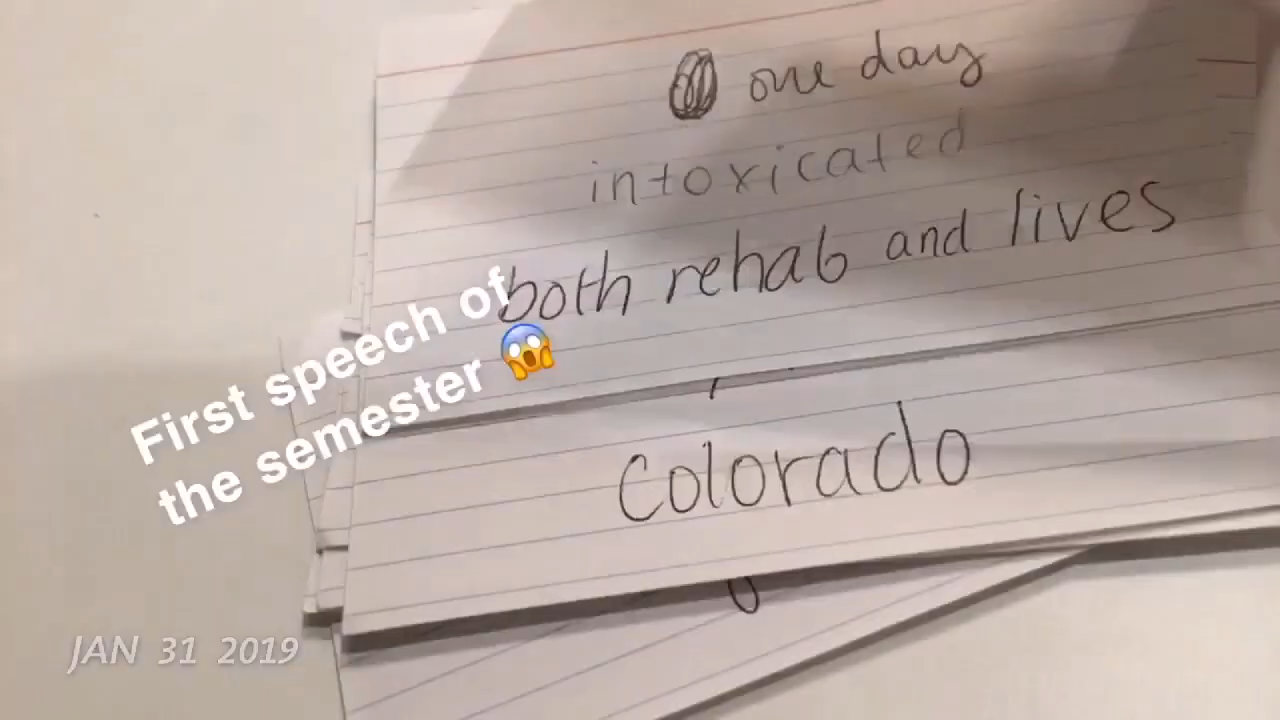 one day
intoxicated
both rehab and lives
Colorado
First speech of
the semester 😱
JAN 31 2019